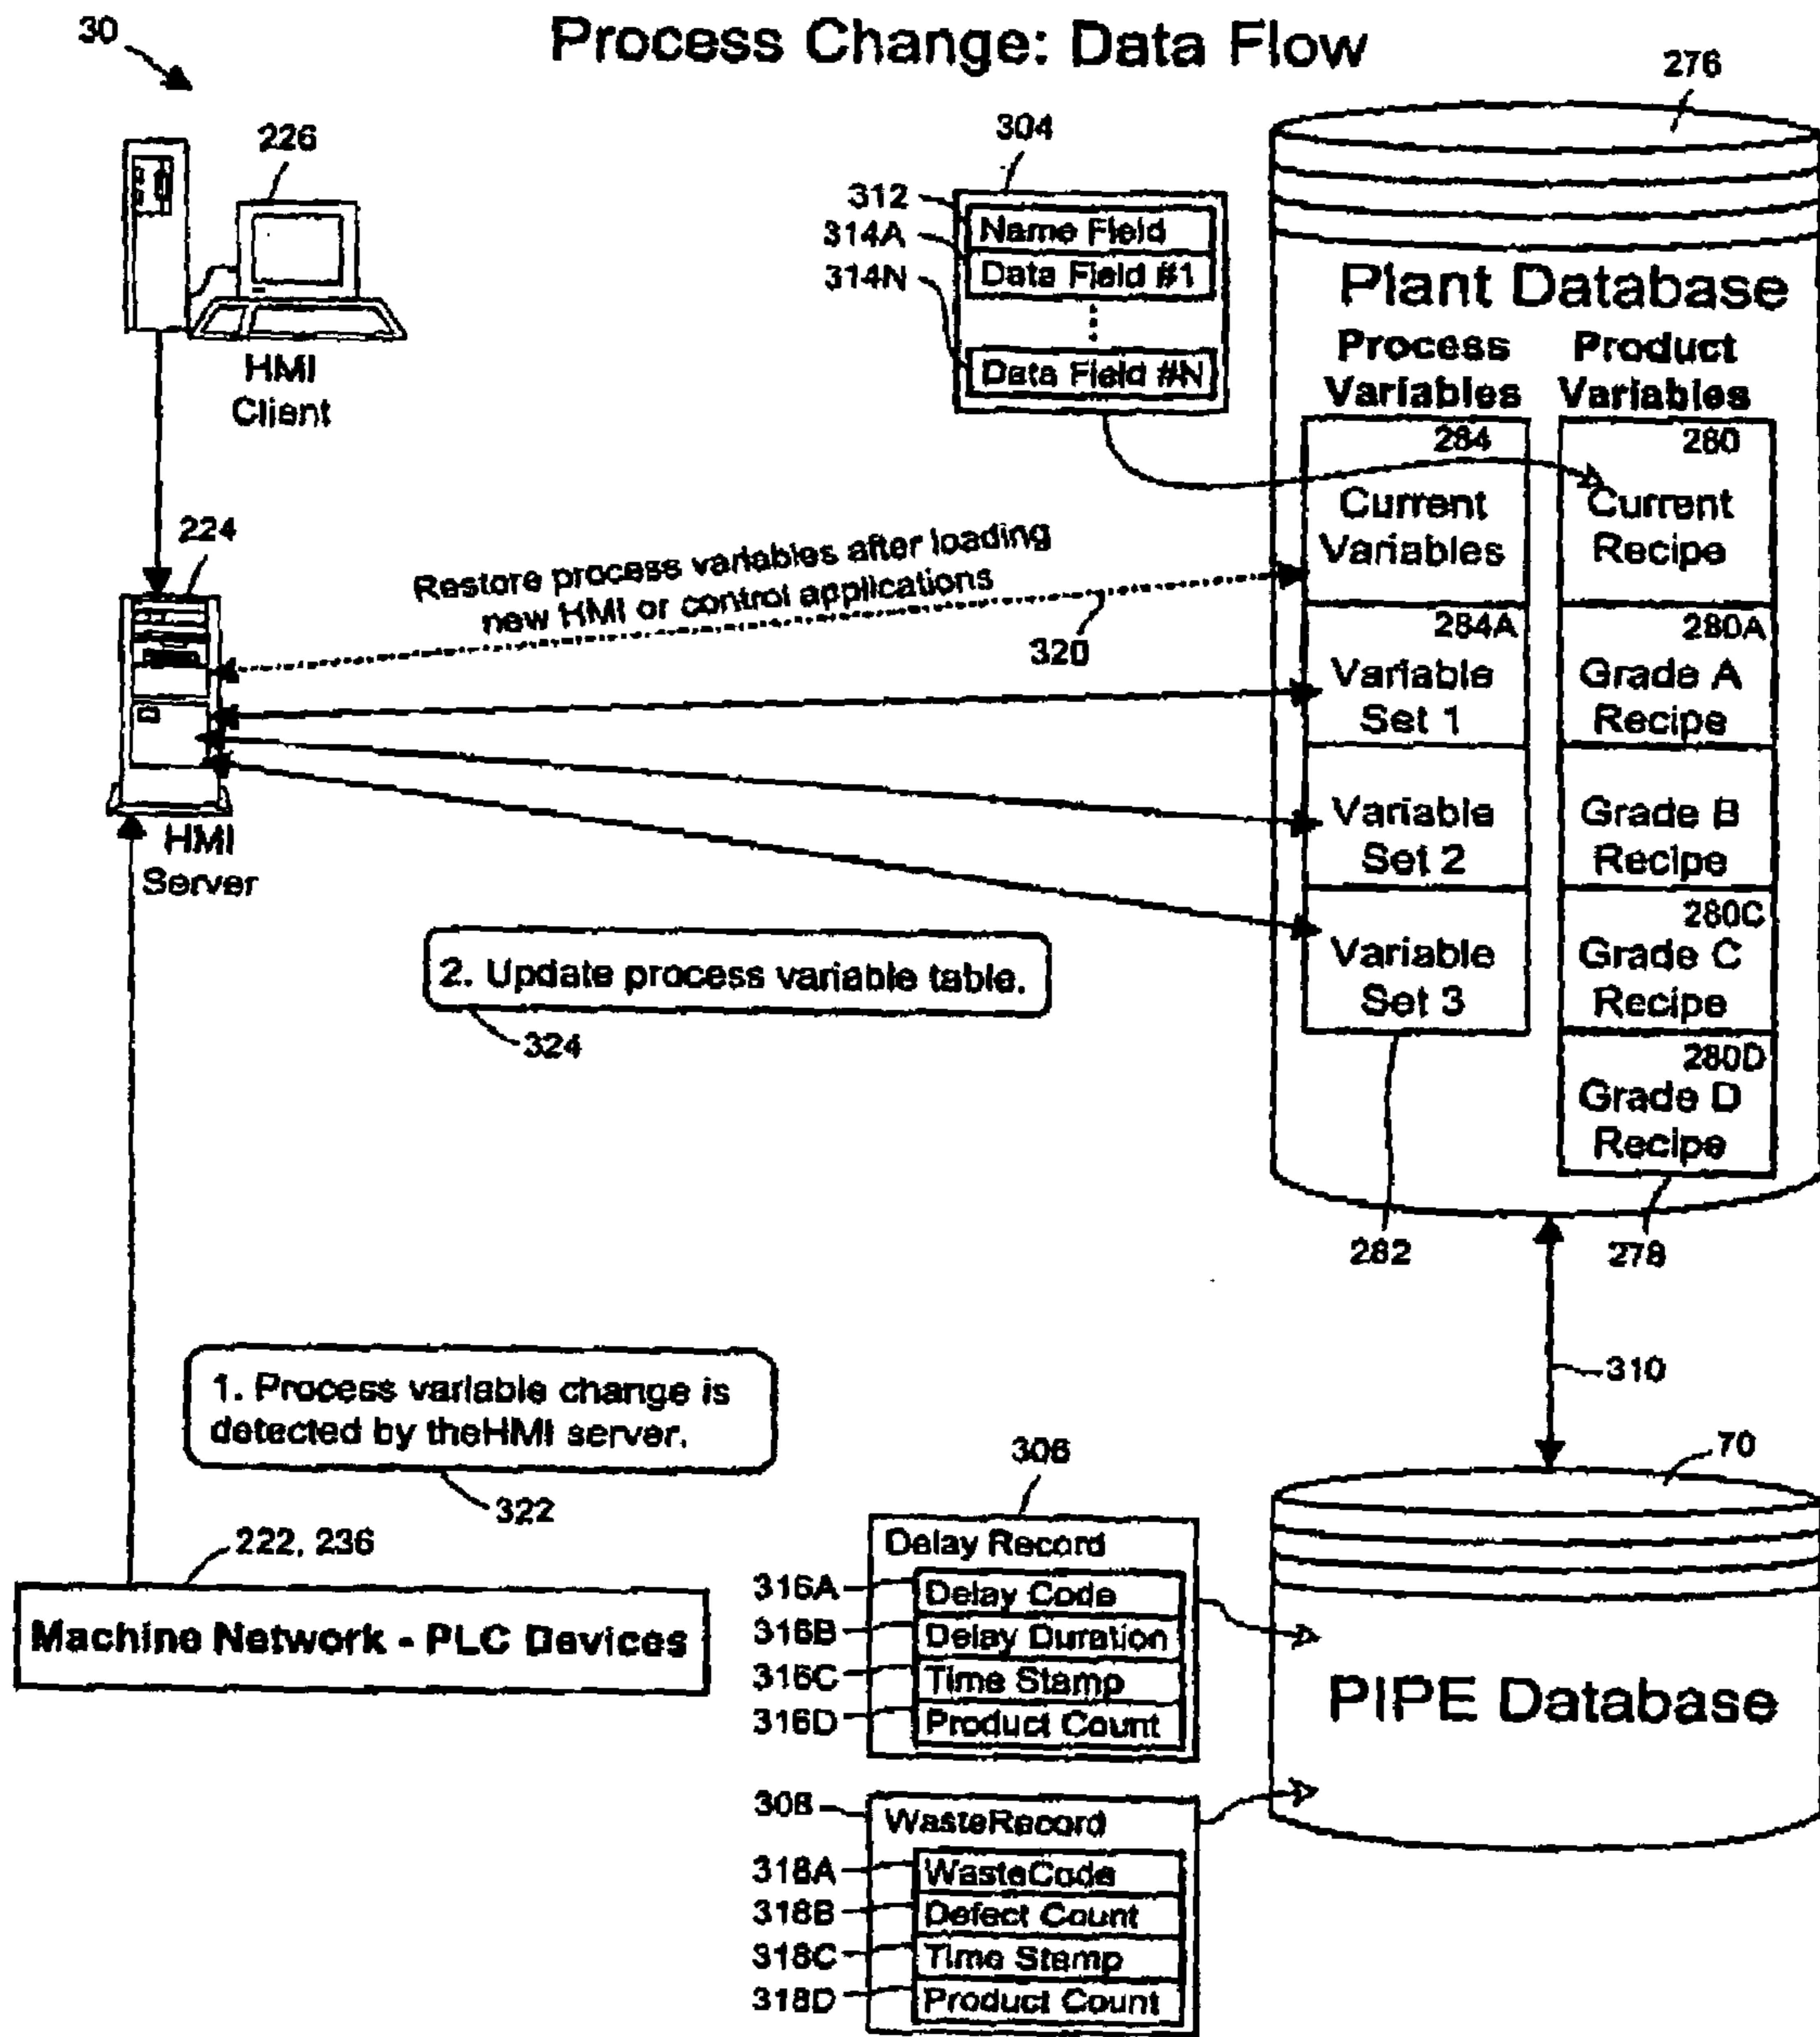 30
Process Change: Data Flow
276
226
304
312
Name Field
314A
Data Field #1
314N
Data Field #N
Plant Database
Process
Variables
Product
Variables
HMI
Client
284
Current
Variables
280
Current
Recipe
224
Restore process variables after loading
new HMI or control applications
320
284A
Variable
Set 1
280A
Grade A
Recipe
Variable
Set 2
Grade B
Recipe
HMI
Server
280C
Variable
Set 3
Grade C
Recipe
2. Update process variable table.
324
280D
Grade D
Recipe
282
278
1. Process variable change is
detected by theHMI server.
322
310
222, 236
Machine Network - PLC Devices
306
70
Delay Record
316A
Delay Code
316B
Delay Duration
316C
Time Stamp
316D
Product Count
PIPE Database
308
WasteRecord
318A
WasteCode
318B
Defect Count
318C
Time Stamp
318D
Product Count